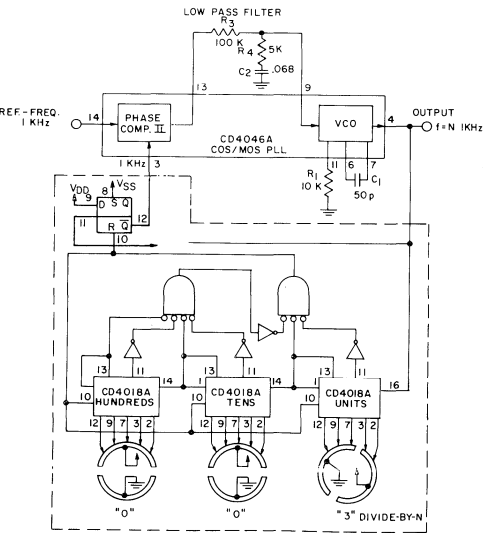 LOW PASS FILTER
R3
100 K
R4 5K
C2 .068
13
9
REF.-FREQ.
1 KHz
14
PHASE
COMP. II
VCO
4
OUTPUT
f=N 1KHz
CD4046A
COS/MOS PLL
1 KHz 3
11 6 7
R1
10 K
C1
50 p
VDD
9
8 VSS
D S Q
R Q
12
11
10
13 11
13 11
13 11
14 1
14 1
16
10
10
10
CD4018A
HUNDREDS
CD4018A
TENS
CD4018A
UNITS
12 9 7 3 2
12 9 7 3 2
12 9 7 3 2
"0"
"0"
"3" DIVIDE-BY-N